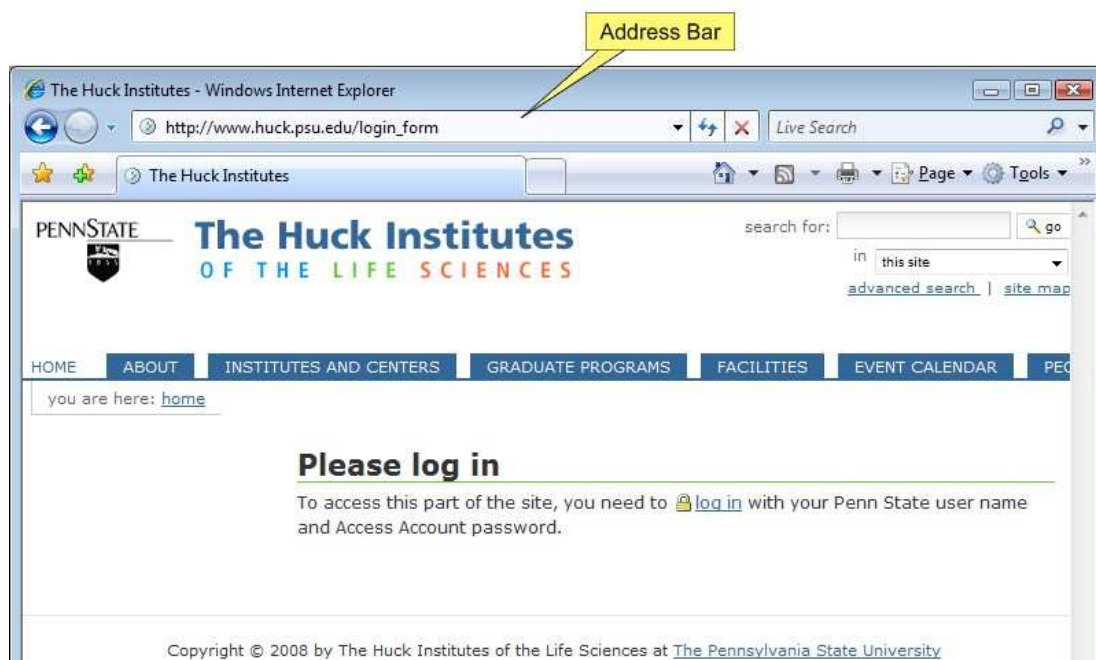 Address Bar
The Huck Institutes - Windows Internet Explorer
http://www.huck.psu.edu/login_form Live Search
The Huck Institutes Page Tools »
PENNSTATE
1855
The Huck Institutes
OF THE LIFE SCIENCES
search for: go
in this site
advanced search | site map
HOME ABOUT INSTITUTES AND CENTERS GRADUATE PROGRAMS FACILITIES EVENT CALENDAR PEO
you are here: home
Please log in
To access this part of the site, you need to log in with your Penn State user name
and Access Account password.
Copyright © 2008 by The Huck Institutes of the Life Sciences at The Pennsylvania State University